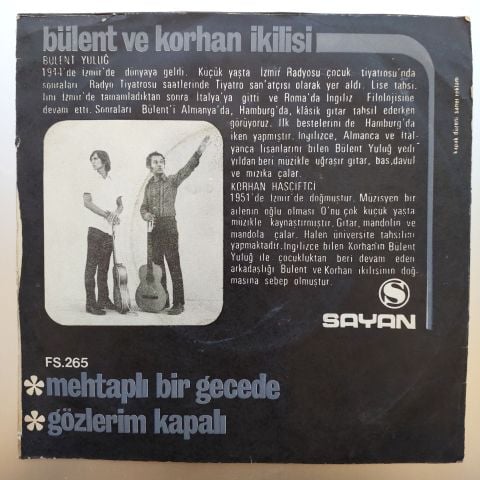 bülent ve korhan ikilisi
BÜLENT YULUĞ
1944'de İzmir'de dünyaya geldi. Küçük yaşta İzmir Radyosu çocuk tiyatrosu'nda
sonraları Radyo Tiyatrosu saatlerinde Tiyatro san'atçısı olarak yer aldı. Lise tahsi-
lini İzmir'de tamamladıktan sonra İtalya'ya gitti ve Roma'da İngiliz Filolojisine
devam etti. Sonraları Bülent'i Almanya'da, Hamburg'da, klâsik gitar tahsil ederken
görüyoruz. İlk bestelerini de Hamburg'da
iken yapmıştır. İngilizce, Almanca ve İtal-
yanca lisanlarını bilen Bülent Yuluğ yedi
yıldan beri müzikle uğraşır gitar, bas, davul
ve mızıka çalar.
KORHAN HASÇİFTÇİ
1951'de İzmir'de doğmuştur. Müzisyen bir
ailenin oğlu olması O'nu çok küçük yaşta
müzikle kaynaştırmıştır. Gitar, mandolin ve
mandola çalar. Halen üniversite tahsilini
yapmaktadır. İngilizce bilen Korhan'ın Bülent
Yuluğ ile çocukluktan beri devam eden
arkadaşlığı Bülent ve Korhan ikilisinin doğ-
masına sebep olmuştur.
S
SAYAN
FS.265
* mehtaplı bir gecede
* gözlerim kapalı